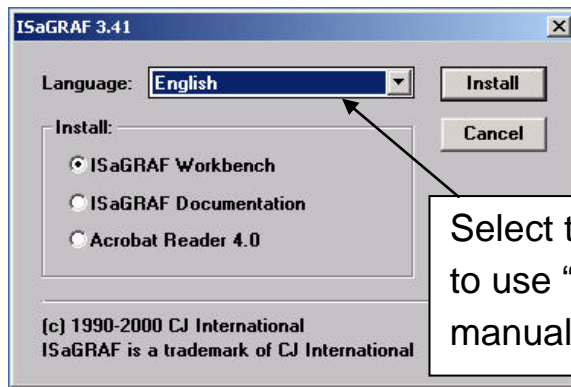 ISaGRAF 3.41
Language: English
Install
Install:
Cancel
ISaGRAF Workbench
ISaGRAF Documentation
Acrobat Reader 4.0
Select
to use “
manual
(c) 1990-2000 CJ International
ISaGRAF is a trademark of CJ International